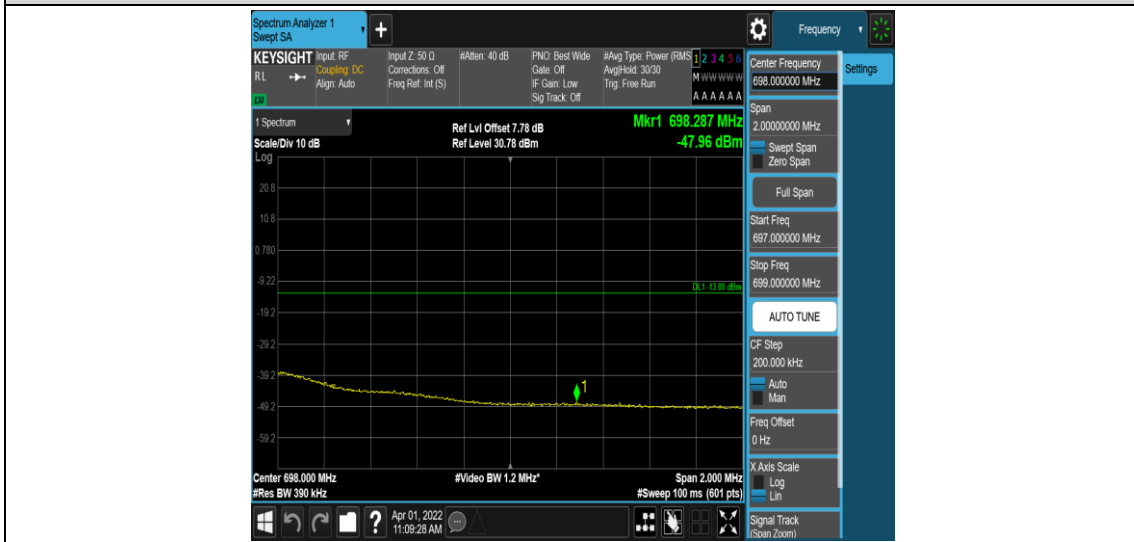 Spectrum Analyzer 1
Swept SA
+
Frequency
KEYSIGHT
RL
LXI
Input: RF
Coupling: DC
Align: Auto
Input Z: 50 Ω
Corrections: Off
Freq Ref: Int (S)
#Atten: 40 dB
PNO: Best Wide
Gate: Off
IF Gain: Low
Sig Track: Off
#Avg Type: Power (RMS
Avg|Hold: 30/30
Trig: Free Run
1 2 3 4 5 6
M W W W W W
A A A A A A
1 Spectrum
Scale/Div 10 dB
Log
Ref Lvl Offset 7.78 dB
Ref Level 30.78 dBm
Mkr1 698.287 MHz
-47.96 dBm
20.8
10.8
0.780
-9.22
DL1 -13.00 dBm
-19.2
-29.2
-39.2
1
-49.2
-59.2
Center 698.000 MHz
#Res BW 390 kHz
#Video BW 1.2 MHz*
Span 2.000 MHz
#Sweep 100 ms (601 pts)
?
Apr 01, 2022
11:09:28 AM
Center Frequency
698.000000 MHz
Settings
Span
2.00000000 MHz
Swept Span
Zero Span
Full Span
Start Freq
697.000000 MHz
Stop Freq
699.000000 MHz
AUTO TUNE
CF Step
200.000 kHz
Auto
Man
Freq Offset
0 Hz
X Axis Scale
Log
Lin
Signal Track
(Span Zoom)